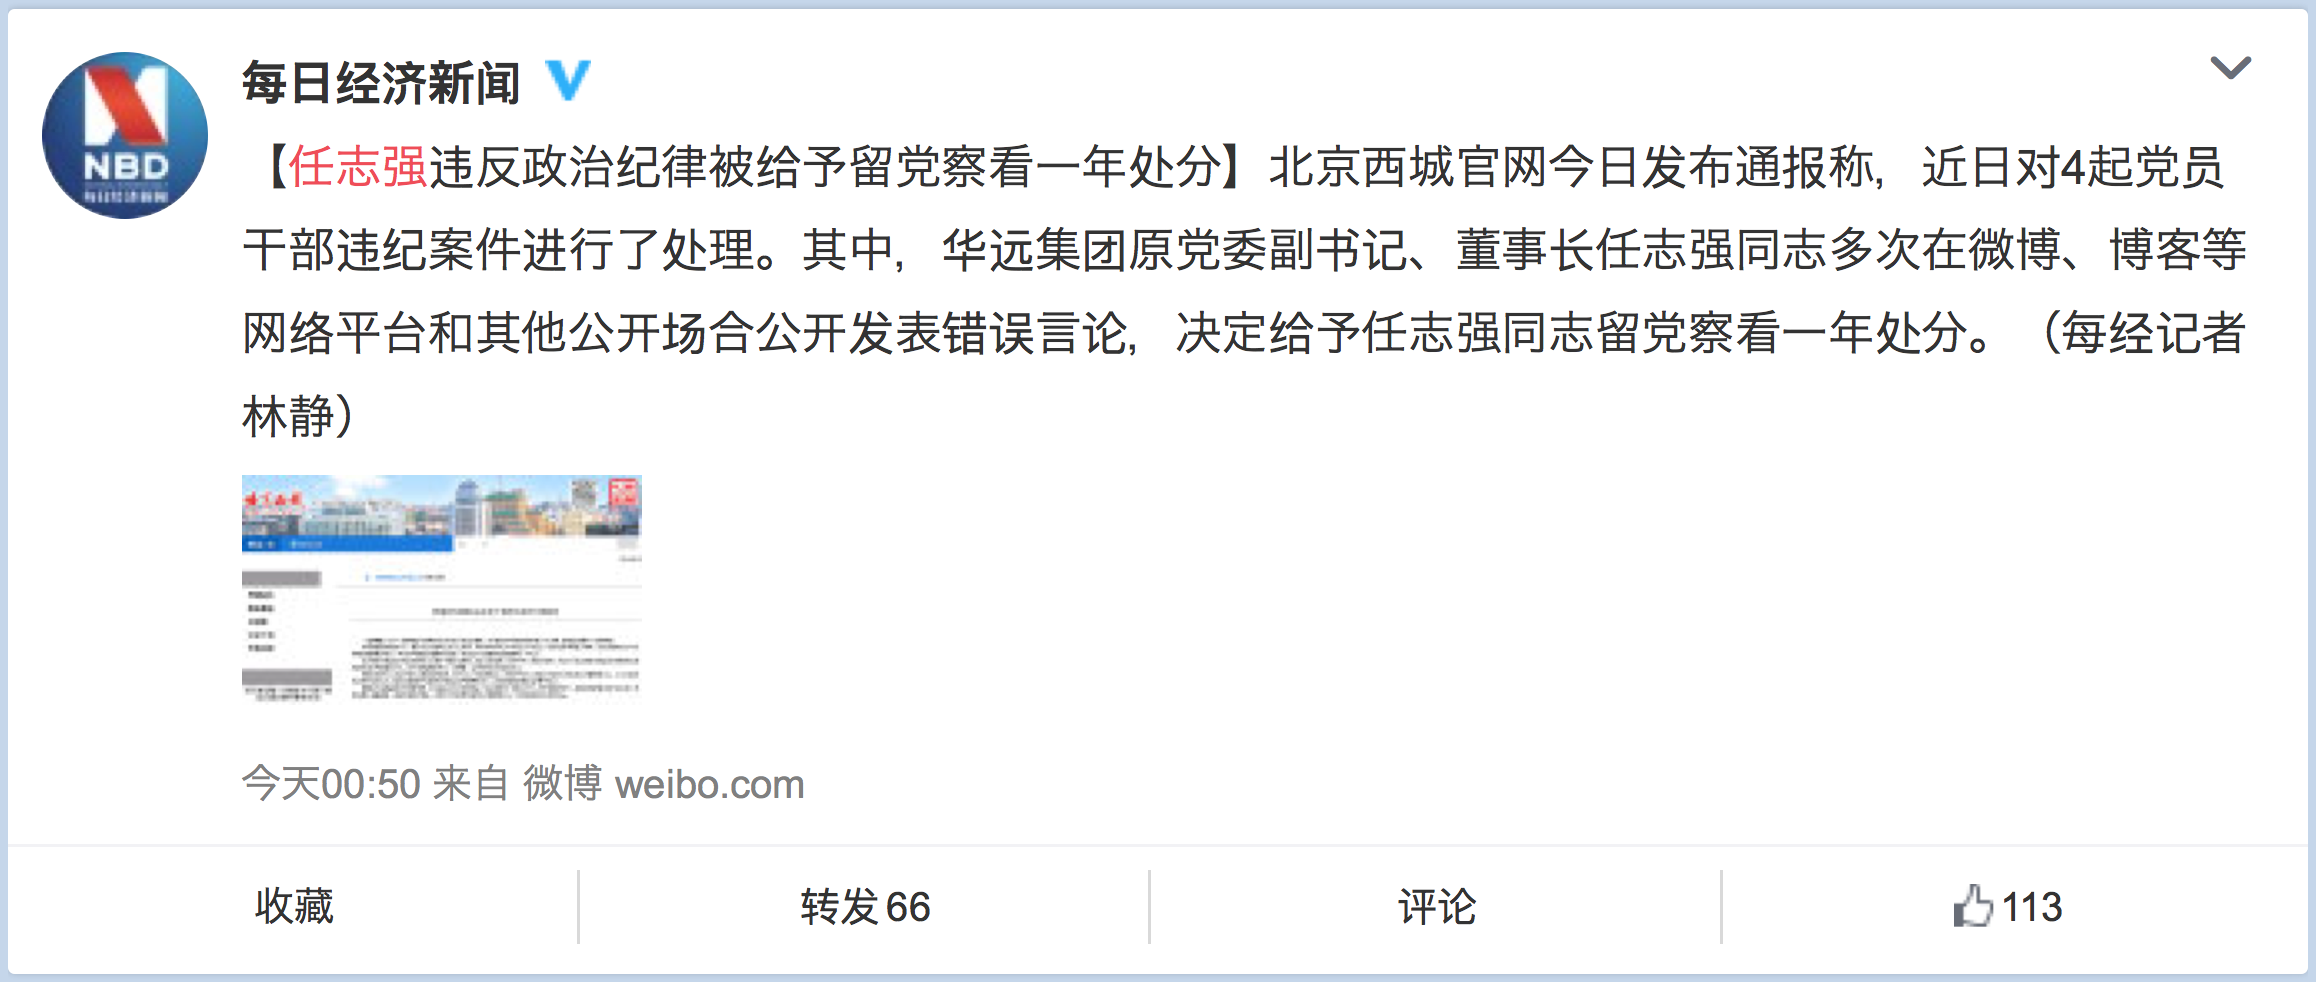 每日经济新闻
NBD
【任志强违反政治纪律被给予留党察看一年处分】北京西城官网今日发布通报称，近日对4起党员
干部违纪案件进行了处理。其中，华远集团原党委副书记、董事长任志强同志多次在微博、博客等
网络平台和其他公开场合公开发表错误言论，决定给予任志强同志留党察看一年处分。（每经记者
林静）
今天00:50 来自 微博 weibo.com
收藏
转发 66
评论
113